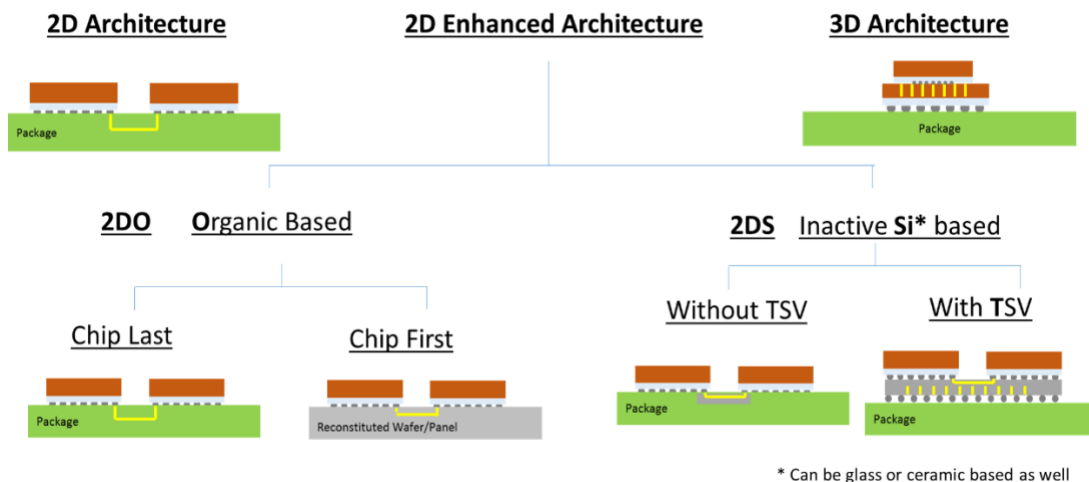 2D Architecture
2D Enhanced Architecture
3D Architecture
Package
Package
2DO Organic Based
2DS Inactive Si* based
Chip Last
Chip First
Without TSV
With TSV
Package
Reconstituted Wafer/Panel
Package
Package
* Can be glass or ceramic based as well